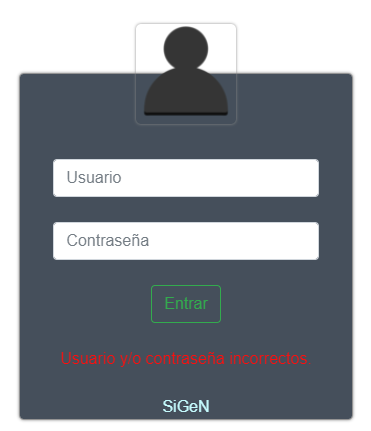 Usuario
Contraseña
Entrar
Usuario y/o contraseña incorrectos
SiGeN